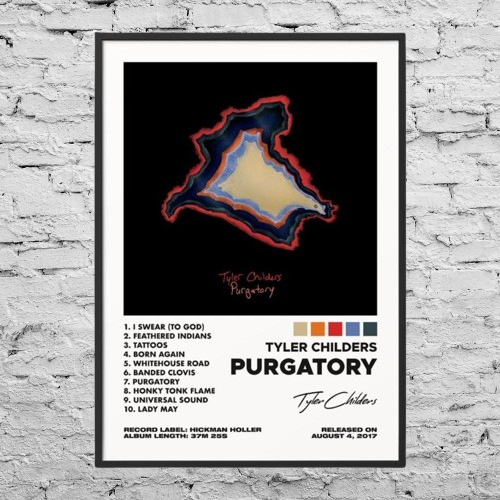 Tyler Childers
Purgatory
1. I SWEAR (TO GOD)
2. FEATHERED INDIANS
3. TATTOOS
4. BORN AGAIN
5. WHITEHOUSE ROAD
6. BANDED CLOVIS
7. PURGATORY
8. HONKY TONK FLAME
9. UNIVERSAL SOUND
10. LADY MAY
TYLER CHILDERS
PURGATORY
Tyler Childers
RECORD LABEL: HICKMAN HOLLER
ALBUM LENGTH: 37M 25S
RELEASED ON
AUGUST 4, 2017